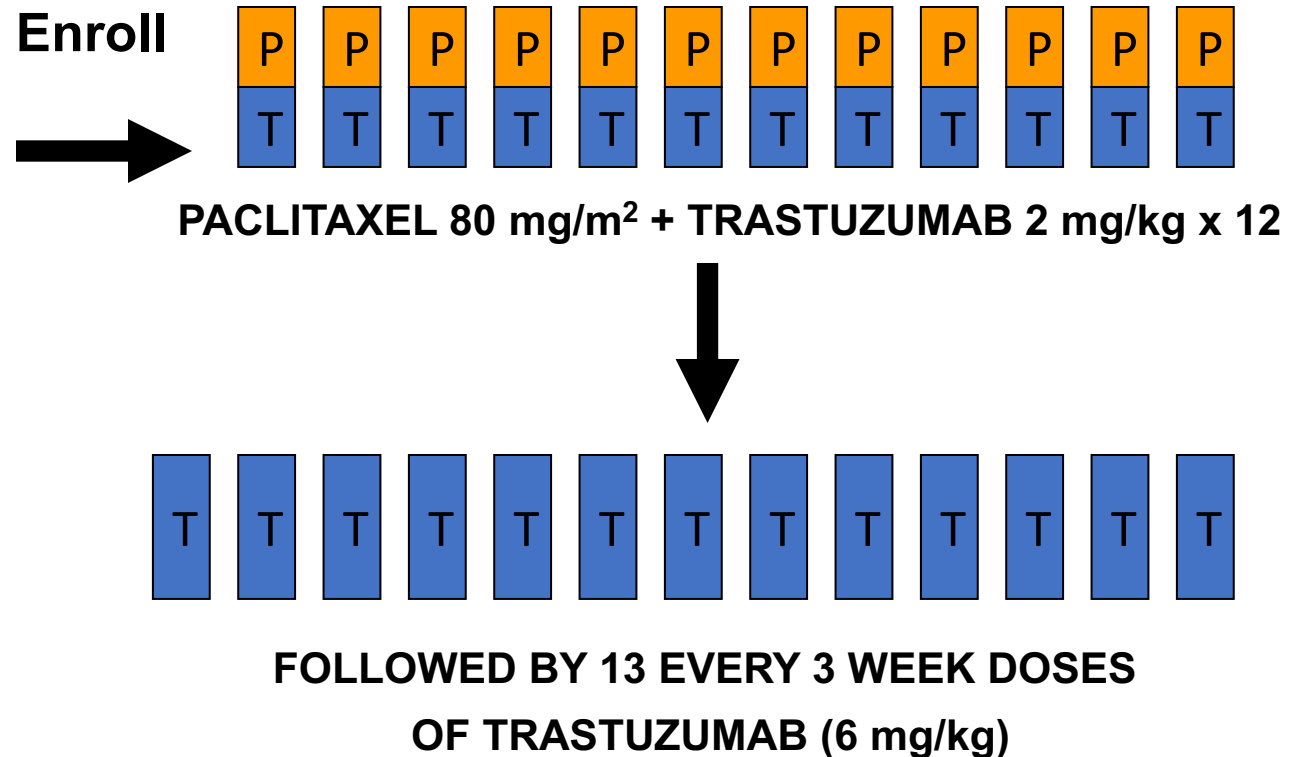 Enroll
P P P P P P P P P P P P
T T T T T T T T T T T T
PACLITAXEL 80 mg/m² + TRASTUZUMAB 2 mg/kg x 12
T T T T T T T T T T T T T
FOLLOWED BY 13 EVERY 3 WEEK DOSES
OF TRASTUZUMAB (6 mg/kg)